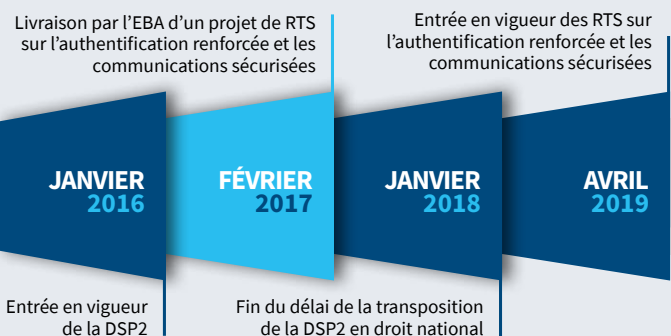 Livraison par l’EBA d’un projet de RTS
sur l’authentification renforcée et les
communications sécurisées
Entrée en vigueur des RTS sur
l’authentification renforcée et les
communications sécurisées
JANVIER
2016
FÉVRIER
2017
JANVIER
2018
AVRIL
2019
Entrée en vigueur
de la DSP2
Fin du délai de la transposition
de la DSP2 en droit national